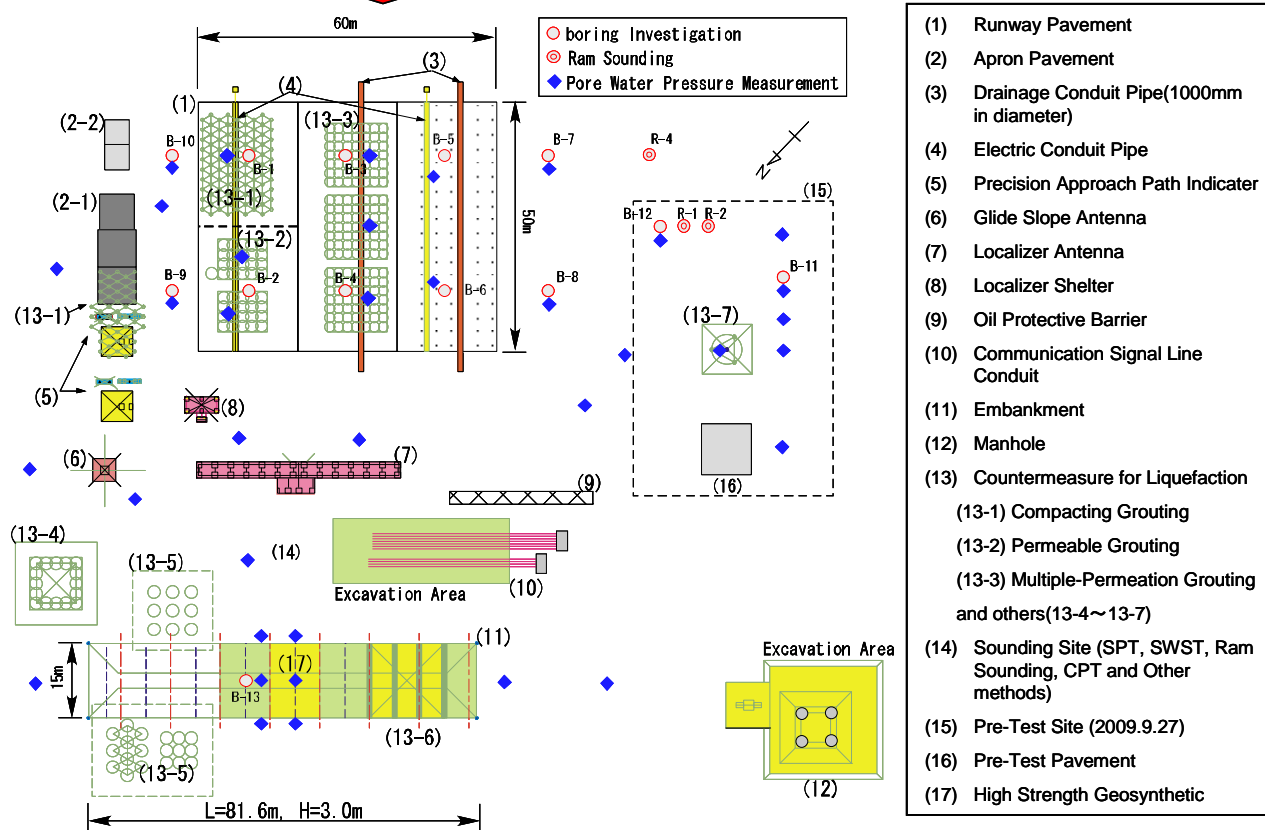 60m
boring Investigation
Ram Sounding
Pore Water Pressure Measurement
(1)
(4)
(3)
(2-2)
B-10
B-1
(13-3)
B-3
B-5
B-7
R-4
(13-1)
(2-1)
50m
(15)
B-12
R-1
R-2
(13-2)
B-9
B-2
B-4
B-6
B-8
B-11
(13-1)
(13-7)
(5)
(8)
(6)
(7)
(9)
(16)
(13-4)
(13-5)
(14)
Excavation Area
(10)
(11)
15m
B-13
(17)
(13-6)
(13-5)
L=81.6m, H=3.0m
Excavation Area
(12)
(1) Runway Pavement
(2) Apron Pavement
(3) Drainage Conduit Pipe(1000mm
in diameter)
(4) Electric Conduit Pipe
(5) Precision Approach Path Indicater
(6) Glide Slope Antenna
(7) Localizer Antenna
(8) Localizer Shelter
(9) Oil Protective Barrier
(10) Communication Signal Line
Conduit
(11) Embankment
(12) Manhole
(13) Countermeasure for Liquefaction
(13-1) Compacting Grouting
(13-2) Permeable Grouting
(13-3) Multiple-Permeation Grouting
and others(13-4～13-7)
(14) Sounding Site (SPT, SWST, Ram
Sounding, CPT and Other
methods)
(15) Pre-Test Site (2009.9.27)
(16) Pre-Test Pavement
(17) High Strength Geosynthetic